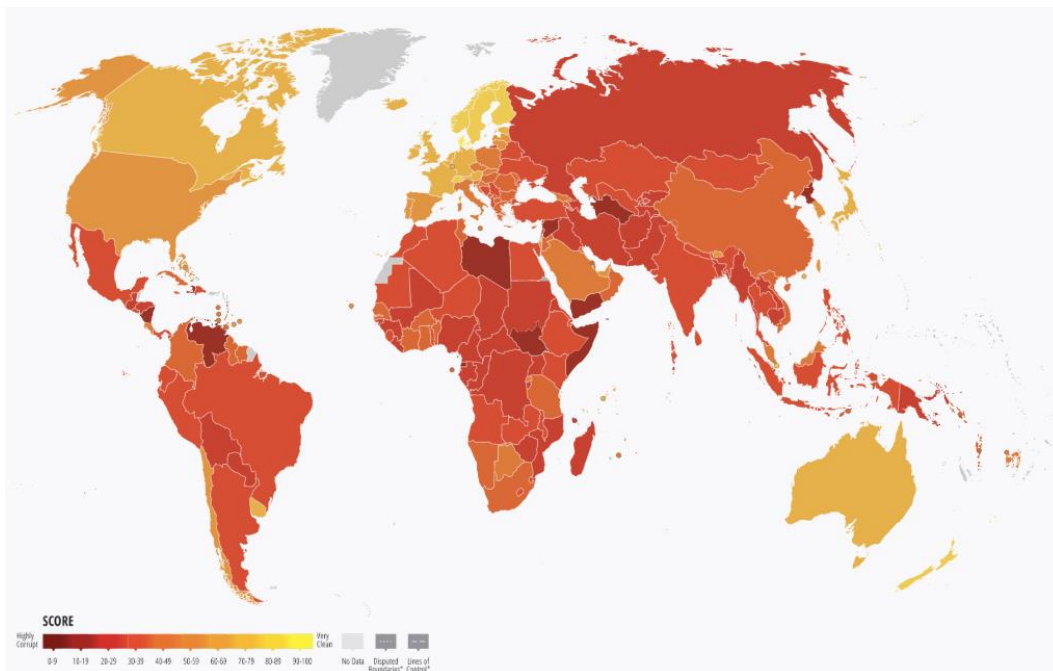 SCORE
Highly Corrupt
Very Clean
0-9 10-19 20-29 30-39 40-49 50-59 60-69 70-79 80-89 90-100
No Data
Disputed Boundaries*
Lines of Control*